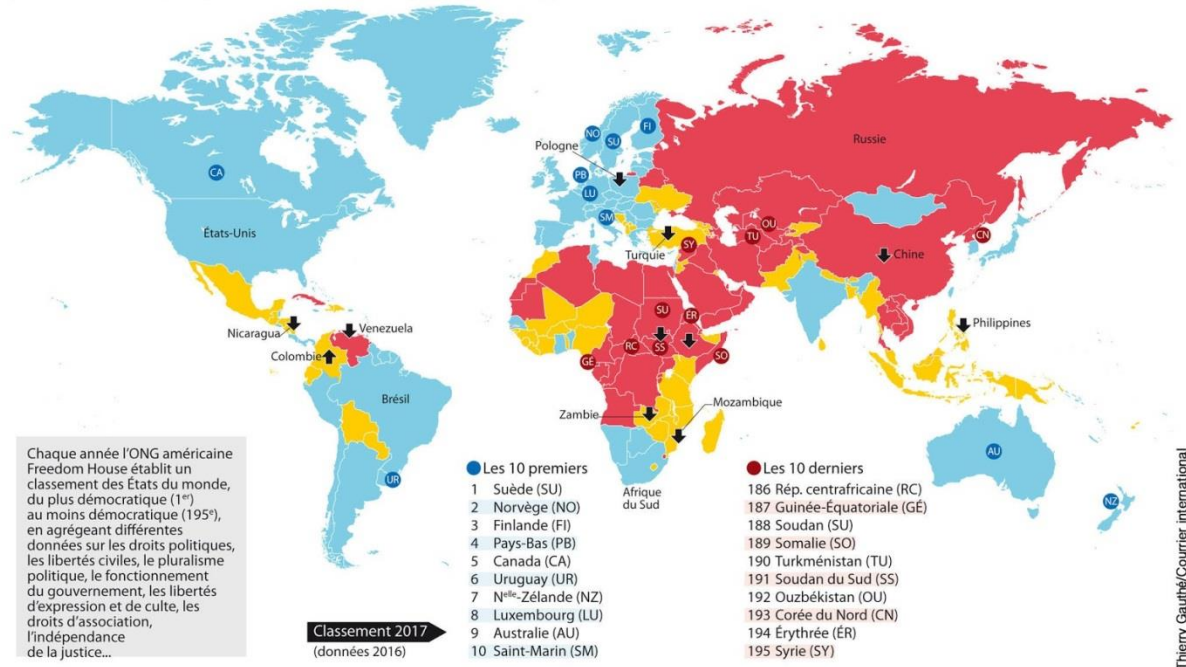 CA
États-Unis
NO
SU
FI
Pologne
PB
LU
SM
Russie
Turquie
SY
TU
OU
CN
Chine
Nicaragua
Venezuela
Colombie
Brésil
UR
Philippines
SU
ÉR
RC
SS
GÉ
SO
Zambie
Mozambique
Afrique
du Sud
AU
NZ
Chaque année l'ONG américaine
Freedom House établit un
classement des États du monde,
du plus démocratique (1er)
au moins démocratique (195e),
en agrégeant différentes
données sur les droits politiques,
les libertés civiles, le pluralisme
politique, le fonctionnement
du gouvernement, les libertés
d'expression et de culte, les
droits d'association,
l'indépendance
de la justice...
Classement 2017
(données 2016)
Les 10 premiers
1 Suède (SU)
2 Norvège (NO)
3 Finlande (FI)
4 Pays-Bas (PB)
5 Canada (CA)
6 Uruguay (UR)
7 Nelle-Zélande (NZ)
8 Luxembourg (LU)
9 Australie (AU)
10 Saint-Marin (SM)
Les 10 derniers
186 Rép. centrafricaine (RC)
187 Guinée-Équatoriale (GÉ)
188 Soudan (SU)
189 Somalie (SO)
190 Turkménistan (TU)
191 Soudan du Sud (SS)
192 Ouzbékistan (OU)
193 Corée du Nord (CN)
194 Érythrée (ÉR)
195 Syrie (SY)
Thierry Gauthé/Courrier international